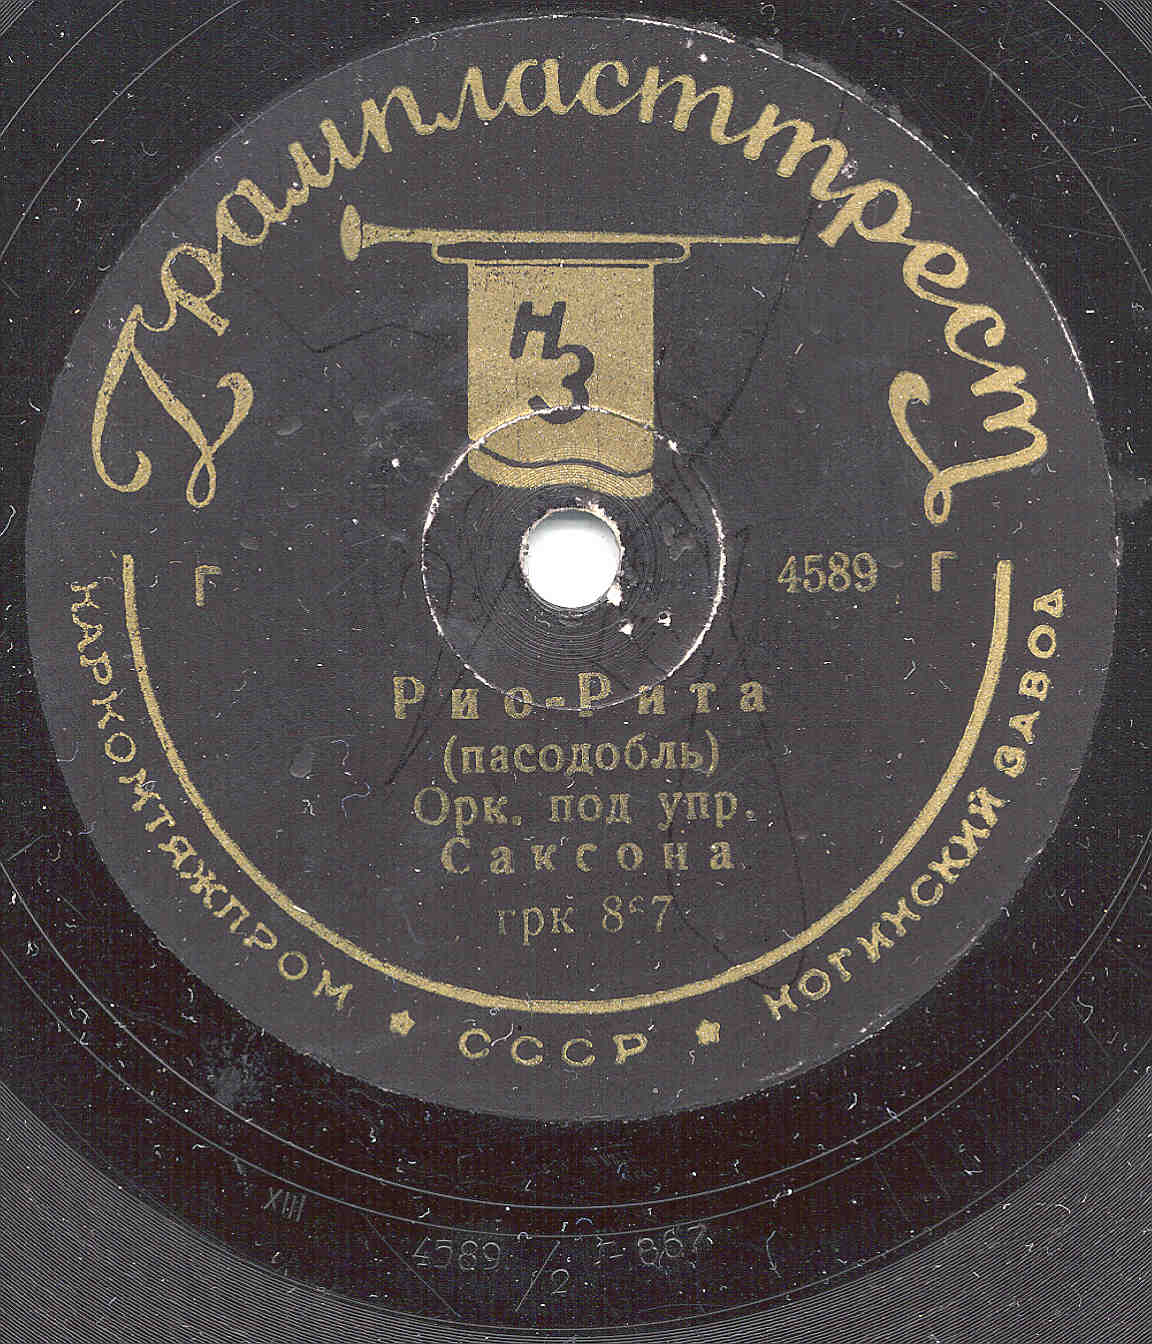 Грампласттрест
НЗ
Г
4589 Г
Рио-Рита
(пасодобль)
Орк. под упр.
Саксона
грк 867
НАРКОМТЯЖПРОМ ★ СССР ★ НОГИНСКИЙ ЗАВОД
XIII
4589 / 2 Г 867